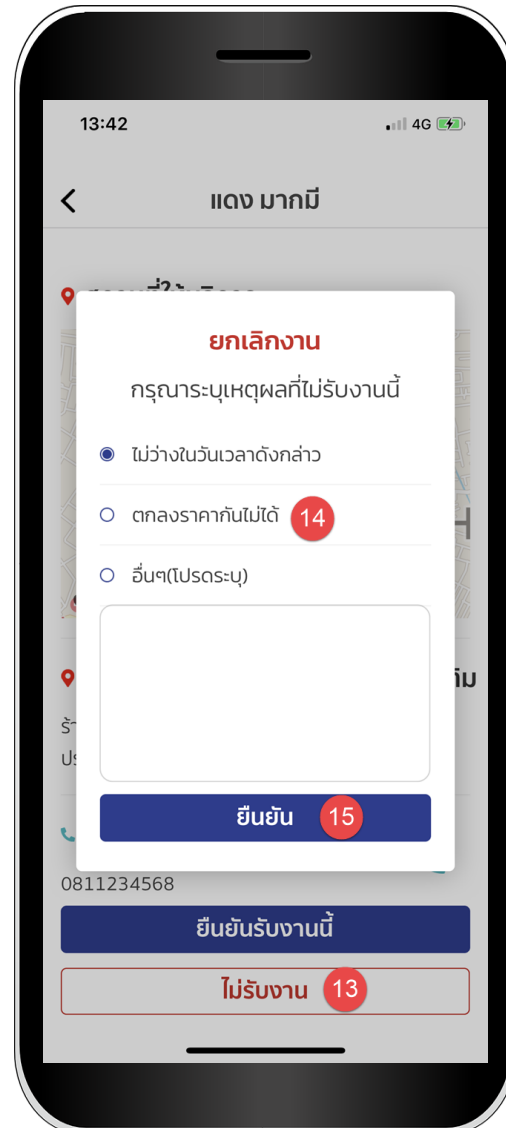 13:42
4G
แดง มากมี
ยกเลิกงาน
กรุณาระบุเหตุผลที่ไม่รับงานนี้
ไม่ว่างในวันเวลาดังกล่าว
ตกลงราคากันไม่ได้ 14
อื่นๆ(โปรดระบุ)
ยืนยัน 15
0811234568
ยืนยันรับงานนี้
ไม่รับงาน 13